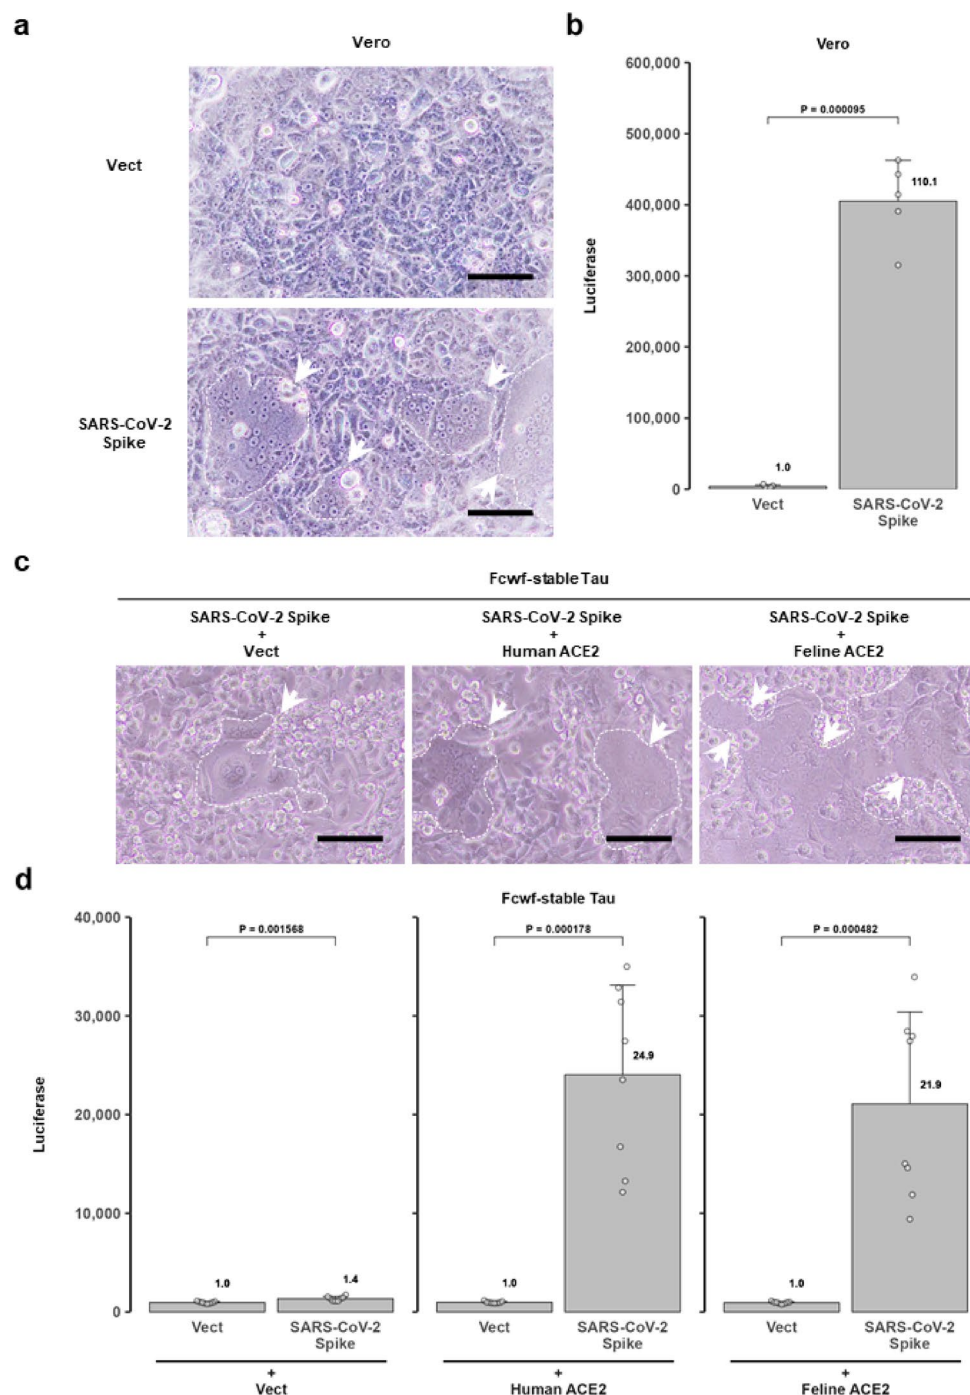 a
Vero
Vect
SARS-CoV-2
Spike
b
Vero
600,000
500,000
400,000
300,000
200,000
100,000
0
Luciferase
P = 0.000095
1.0
110.1
Vect
SARS-CoV-2
Spike
c
Fcwf-stable Tau
SARS-CoV-2 Spike
+
Vect
SARS-CoV-2 Spike
+
Human ACE2
SARS-CoV-2 Spike
+
Feline ACE2
d
Fcwf-stable Tau
40,000
30,000
20,000
10,000
0
Luciferase
P = 0.001568
1.0
1.4
Vect
SARS-CoV-2
Spike
+
Vect
P = 0.000178
1.0
24.9
Vect
SARS-CoV-2
Spike
+
Human ACE2
P = 0.000482
1.0
21.9
Vect
SARS-CoV-2
Spike
+
Feline ACE2